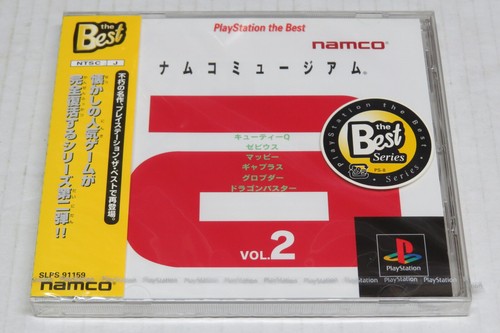 the
Best
NTSC J
不朽の名作、プレイステーション・ザ・ベストで再登場。
懐かしの人気ゲームが
完全復活するシリーズ第二弾!!
SLPS 91159
namco®
PlayStation the Best
namco®
ナムコミュージアム®
キューティーQ
ゼビウス
マッピー
ギャプラス
グロブダー
ドラゴンバスター
VOL.2
PlayStation the Best
the
Best
Series
PS-6
PlayStation